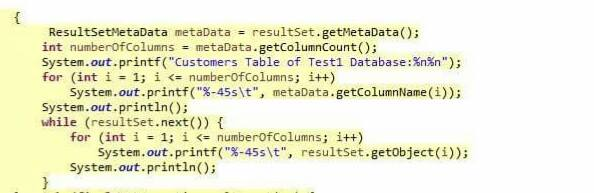 {
ResultSetMetaData metaData = resultSet.getMetaData();
int numberOfColumns = metaData.getColumnCount();
System.out.printf("Customers Table of Test1 Database:%n%n");
for (int i = 1; i <= numberOfColumns; i++)
System.out.printf("%-45s\t", metaData.getColumnName(i));
System.out.println();
while (resultSet.next()) {
for (int i = 1; i <= numberOfColumns; i++)
System.out.printf("%-45s\t", resultSet.getObject(i));
System.out.println();
}